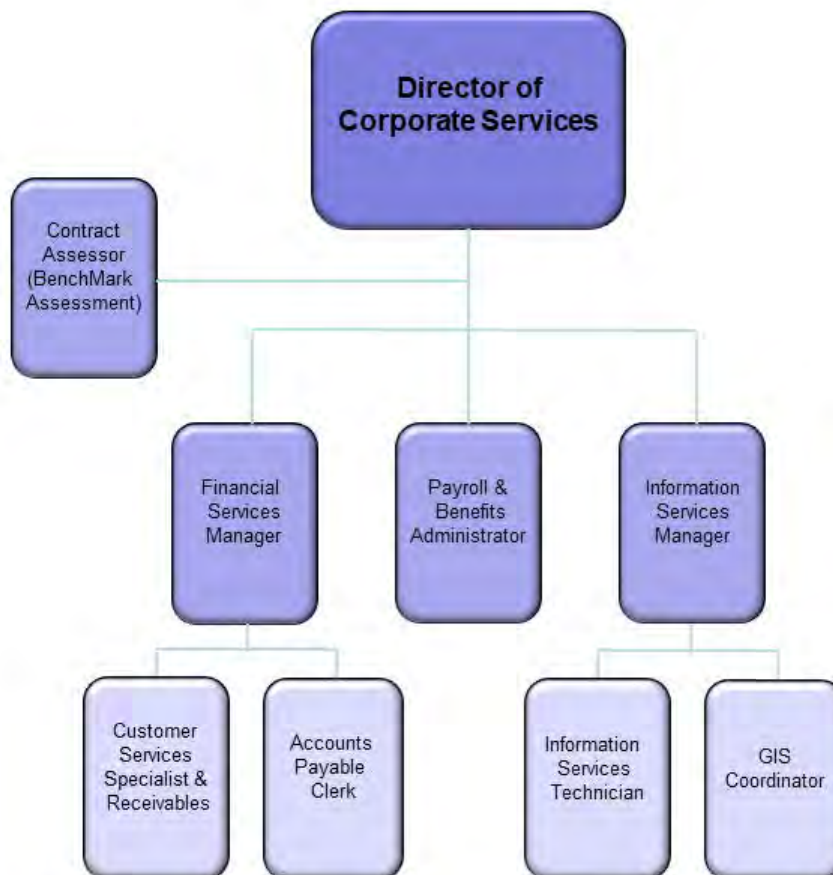 Director of
Corporate Services
Contract
Assessor
(BenchMark
Assessment)
Financial
Services
Manager
Payroll &
Benefits
Administrator
Information
Services
Manager
Customer
Services
Specialist &
Receivables
Accounts
Payable
Clerk
Information
Services
Technician
GIS
Coordinator